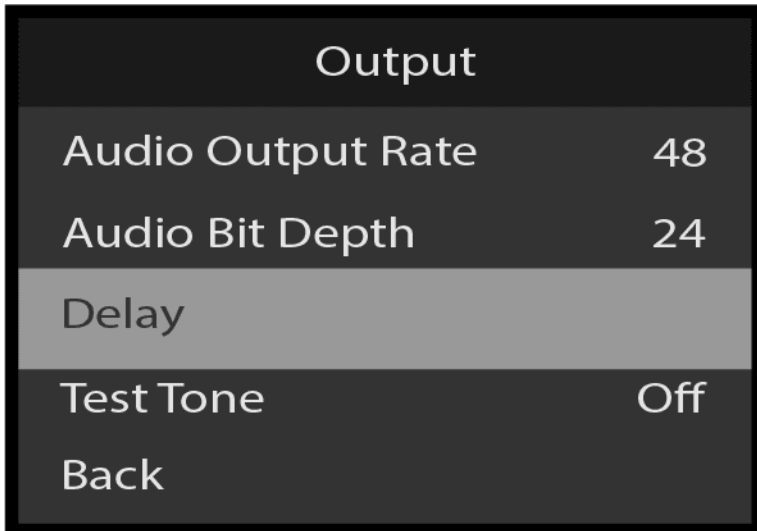 Output
Audio Output Rate 48
Audio Bit Depth 24
Delay
Test Tone Off
Back